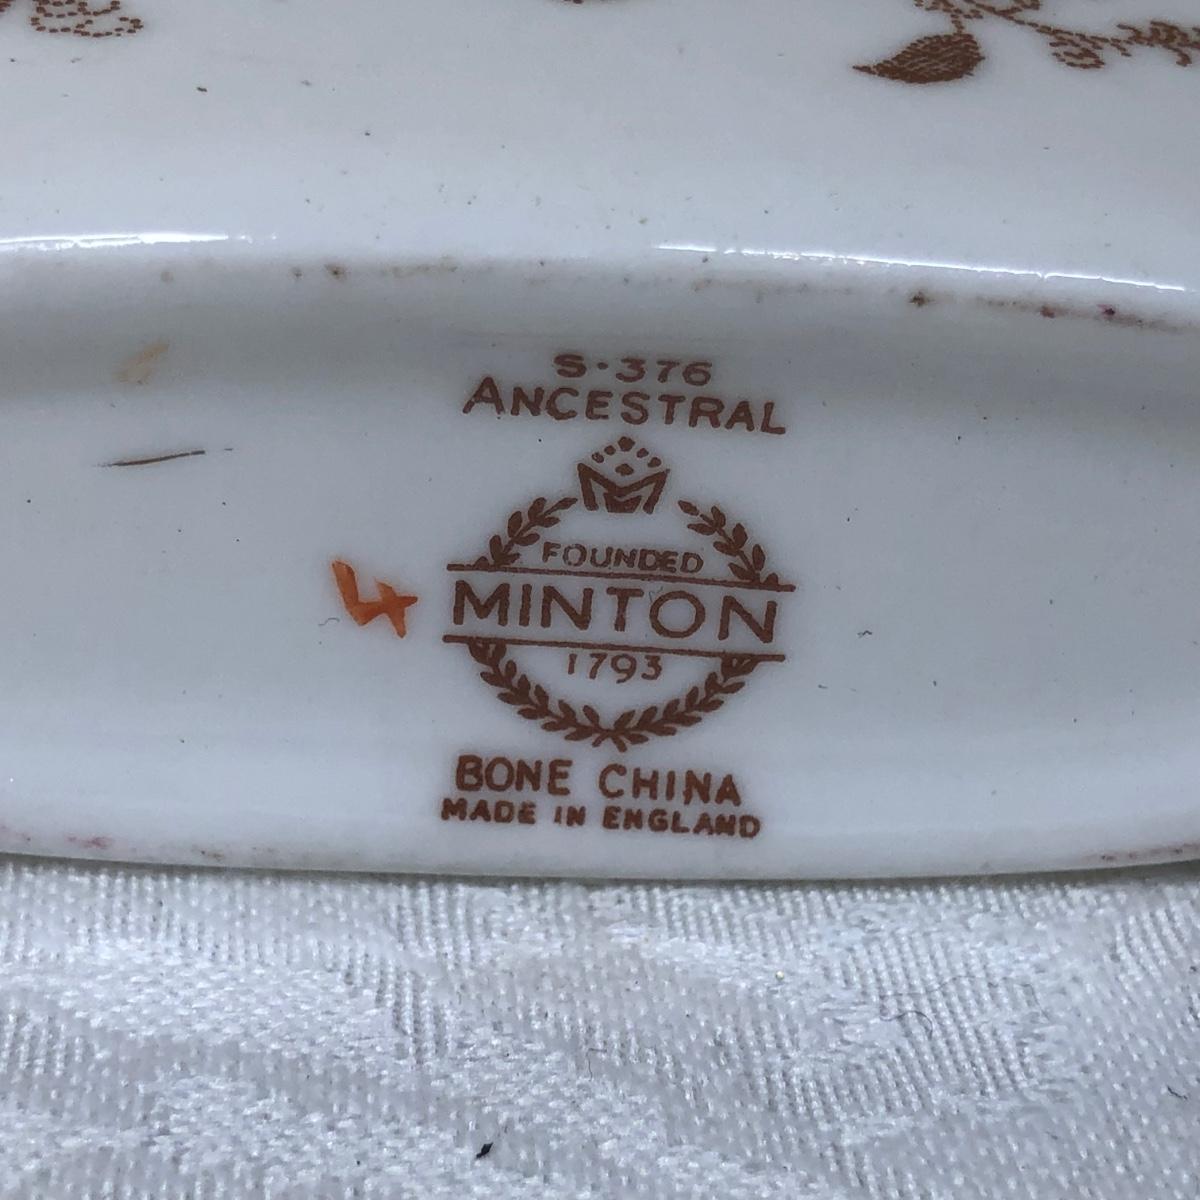 S·376
ANCESTRAL
FOUNDED
MINTON
1793
BONE CHINA
MADE IN ENGLAND
4